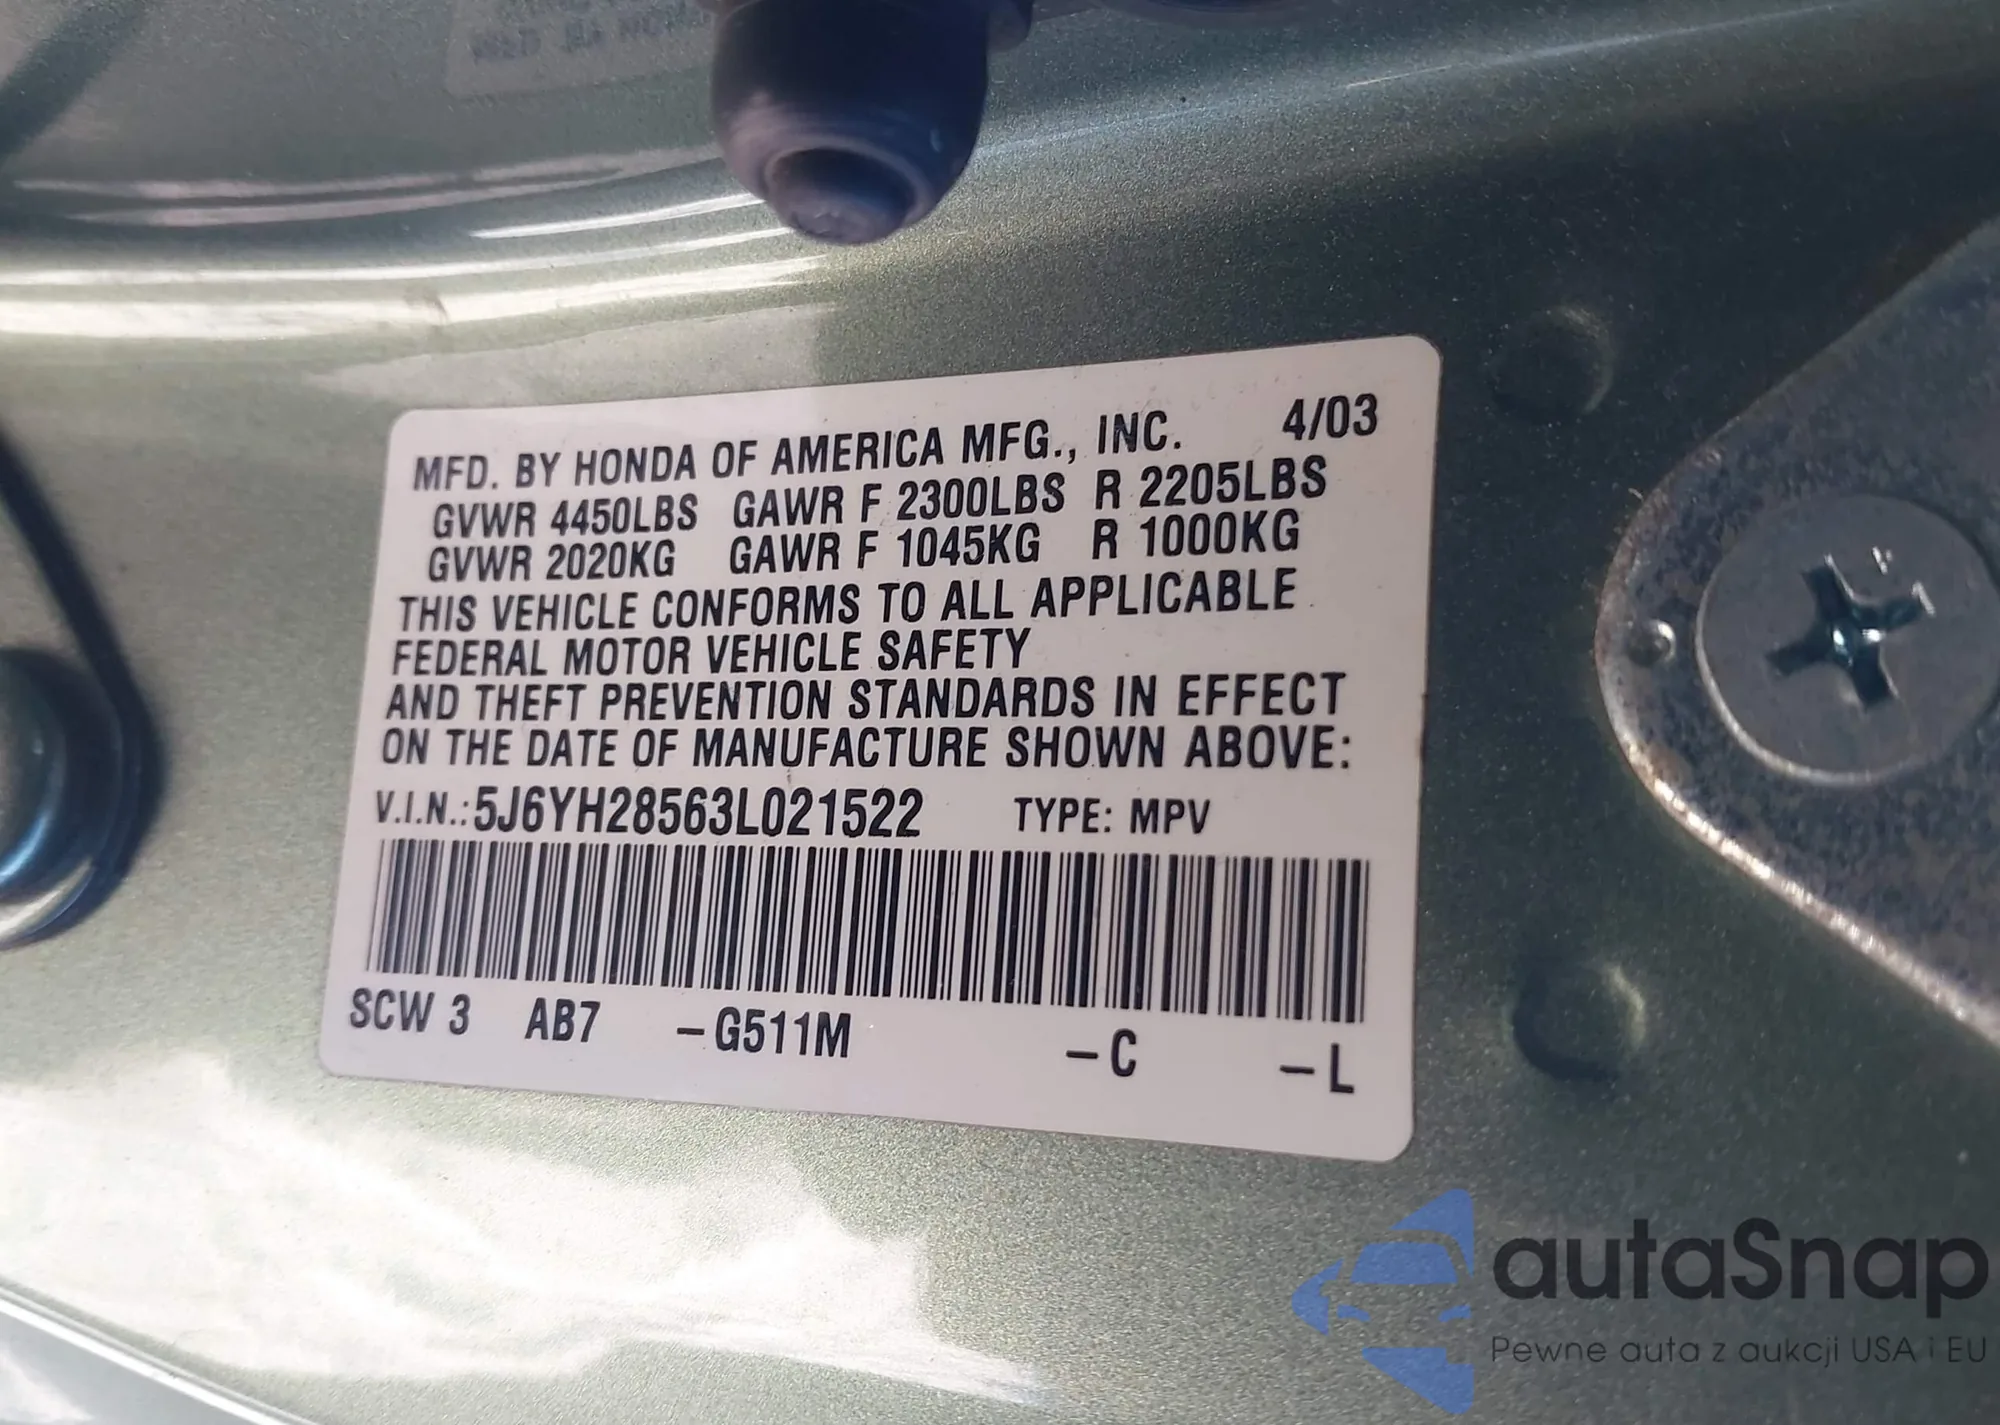 MFD. BY HONDA OF AMERICA MFG., INC. 4/03
GVWR 4450LBS GAWR F 2300LBS R 2205LBS
GVWR 2020KG GAWR F 1045KG R 1000KG
THIS VEHICLE CONFORMS TO ALL APPLICABLE
FEDERAL MOTOR VEHICLE SAFETY
AND THEFT PREVENTION STANDARDS IN EFFECT
ON THE DATE OF MANUFACTURE SHOWN ABOVE:
V.I.N.: 5J6YH28563L021522 TYPE: MPV
SCW 3 AB7 –G511M –C –L
autaSnap
Pewne auta z aukcji USA i EU